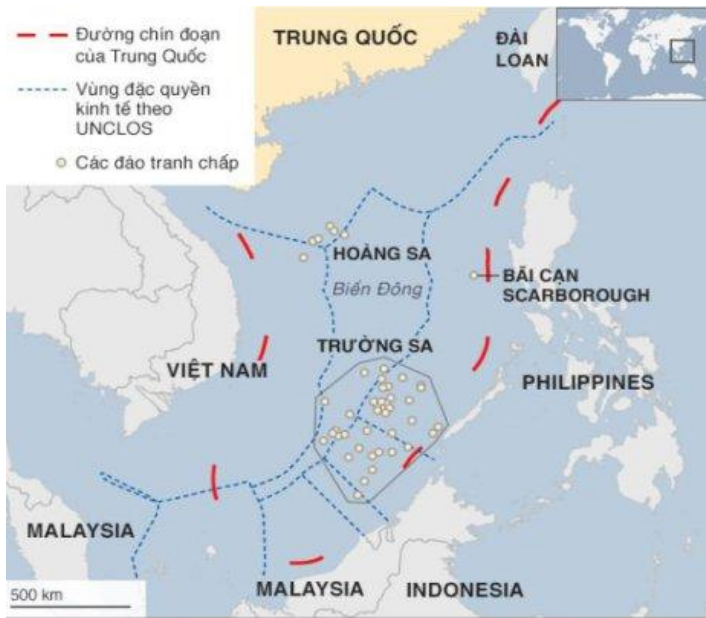 Đường chín đoạn
của Trung Quốc
Vùng đặc quyền
kinh tế theo
UNCLOS
Các đảo tranh chấp
TRUNG QUỐC
ĐÀI
LOAN
HOÀNG SA
Biển Đông
BÃI CẠN
SCARBOROUGH
TRƯỜNG SA
VIỆT NAM
PHILIPPINES
MALAYSIA
MALAYSIA
INDONESIA
500 km